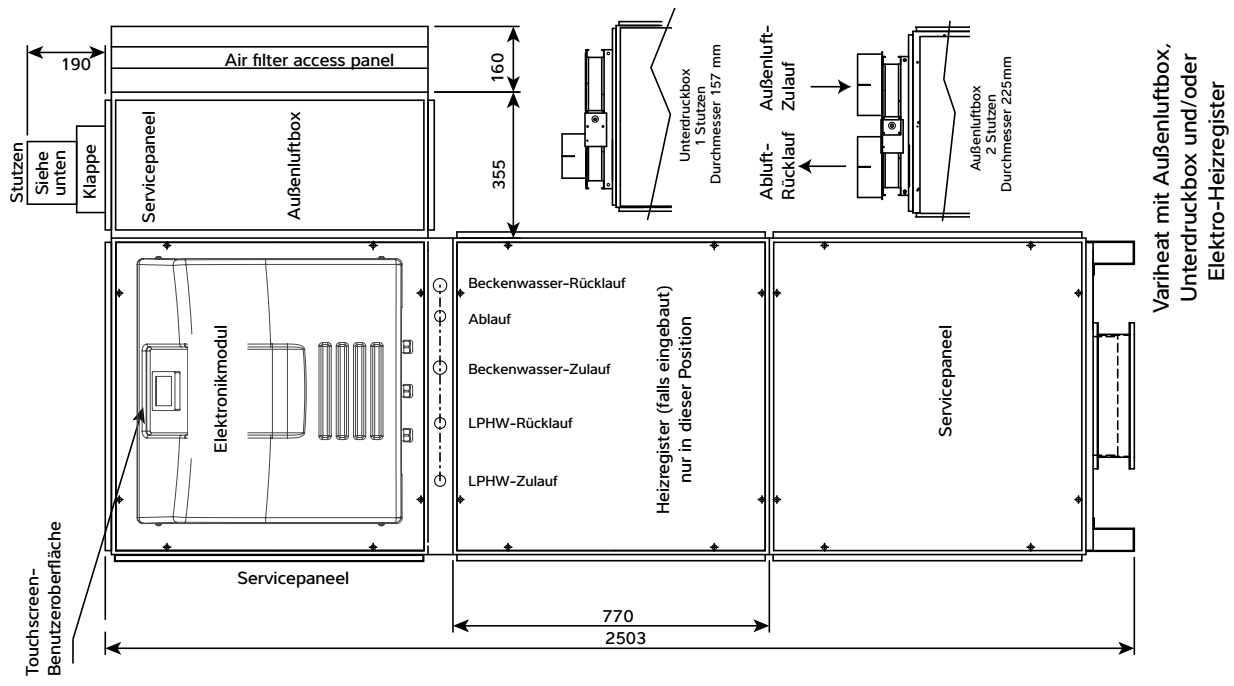 190
Air filter access panel
160
Stutzen
Siehe
unten
Klappe
Servicepaneel
Außenluftbox
355
Unterdruckbox
1 Stutzen
Durchmesser 157 mm
Außenluft-
Zulauf
Abluft-
Rücklauf
Außenluftbox
2 Stutzen
Durchmesser 225mm
Variheat mit Außenluftbox,
Unterdruckbox und/oder
Elektro-Heizregister
Elektronikmodul
Beckenwasser-Rücklauf
Ablauf
Beckenwasser-Zulauf
LPHW-Rücklauf
LPHW-Zulauf
Heizregister (falls eingebaut)
nur in dieser Position
Servicepaneel
Touchscreen-
Benutzeroberfläche
Servicepaneel
770
2503